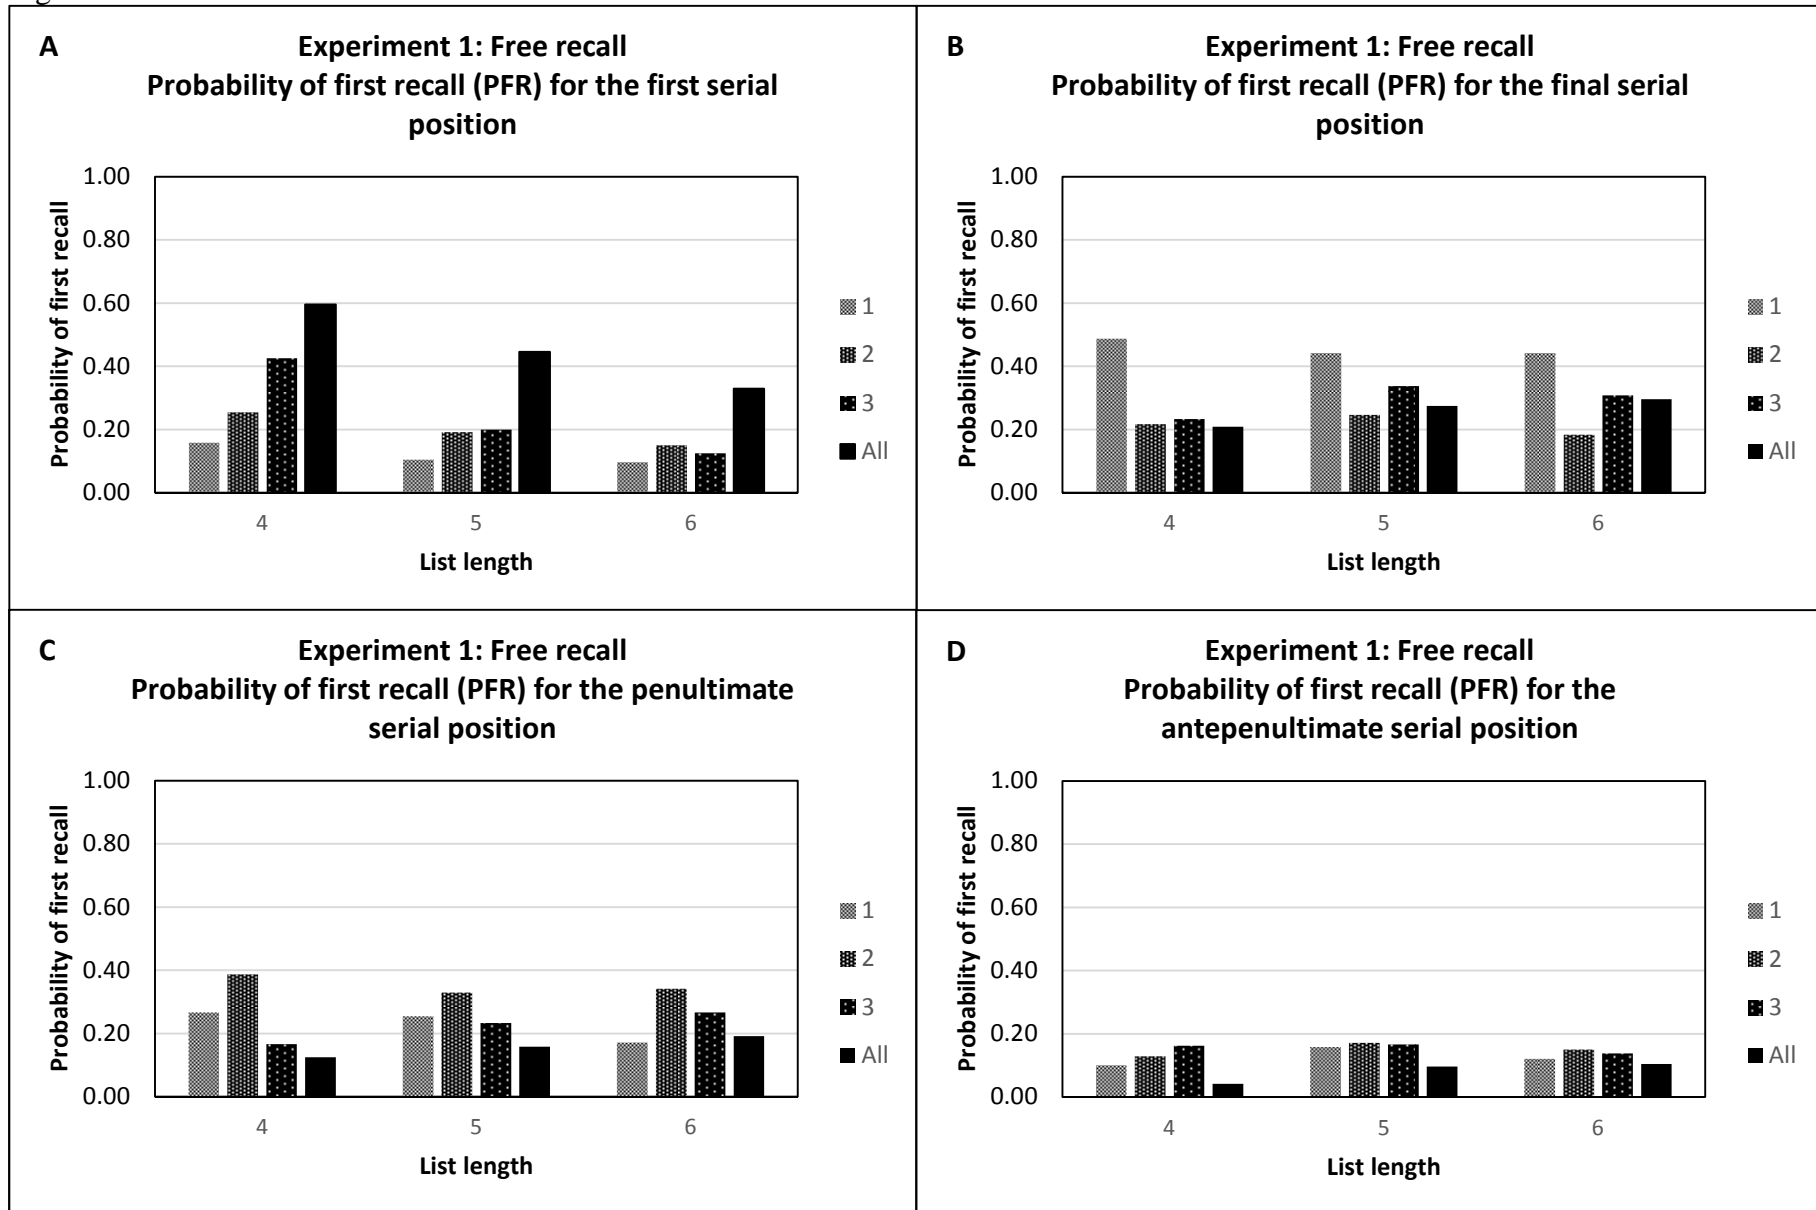 A
Experiment 1: Free recall
Probability of first recall (PFR) for the first serial
position
Probability of first recall
1.00
0.80
0.60
0.40
0.20
0.00
4
5
6
List length
1
2
3
All
B
Experiment 1: Free recall
Probability of first recall (PFR) for the final serial
position
Probability of first recall
1.00
0.80
0.60
0.40
0.20
0.00
4
5
6
List length
1
2
3
All
C
Experiment 1: Free recall
Probability of first recall (PFR) for the penultimate
serial position
Probability of first recall
1.00
0.80
0.60
0.40
0.20
0.00
4
5
6
List length
1
2
3
All
D
Experiment 1: Free recall
Probability of first recall (PFR) for the
antepenultimate serial position
Probability of first recall
1.00
0.80
0.60
0.40
0.20
0.00
4
5
6
List length
1
2
3
All